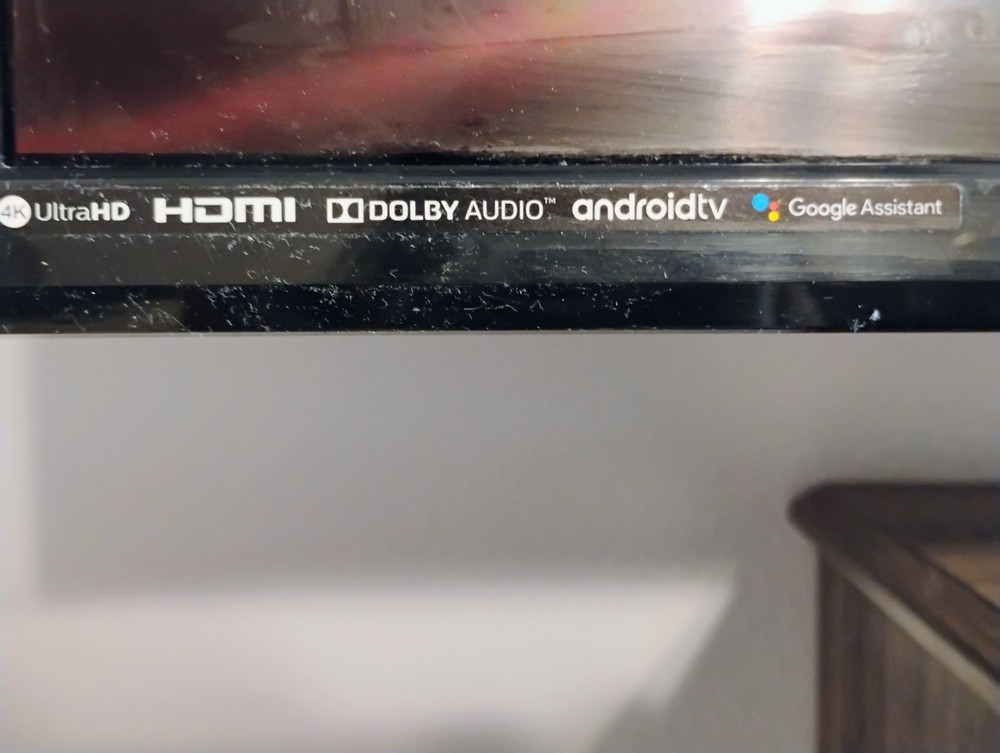 4K UltraHD HDMI DOLBY AUDIO™ androidtv Google Assistant